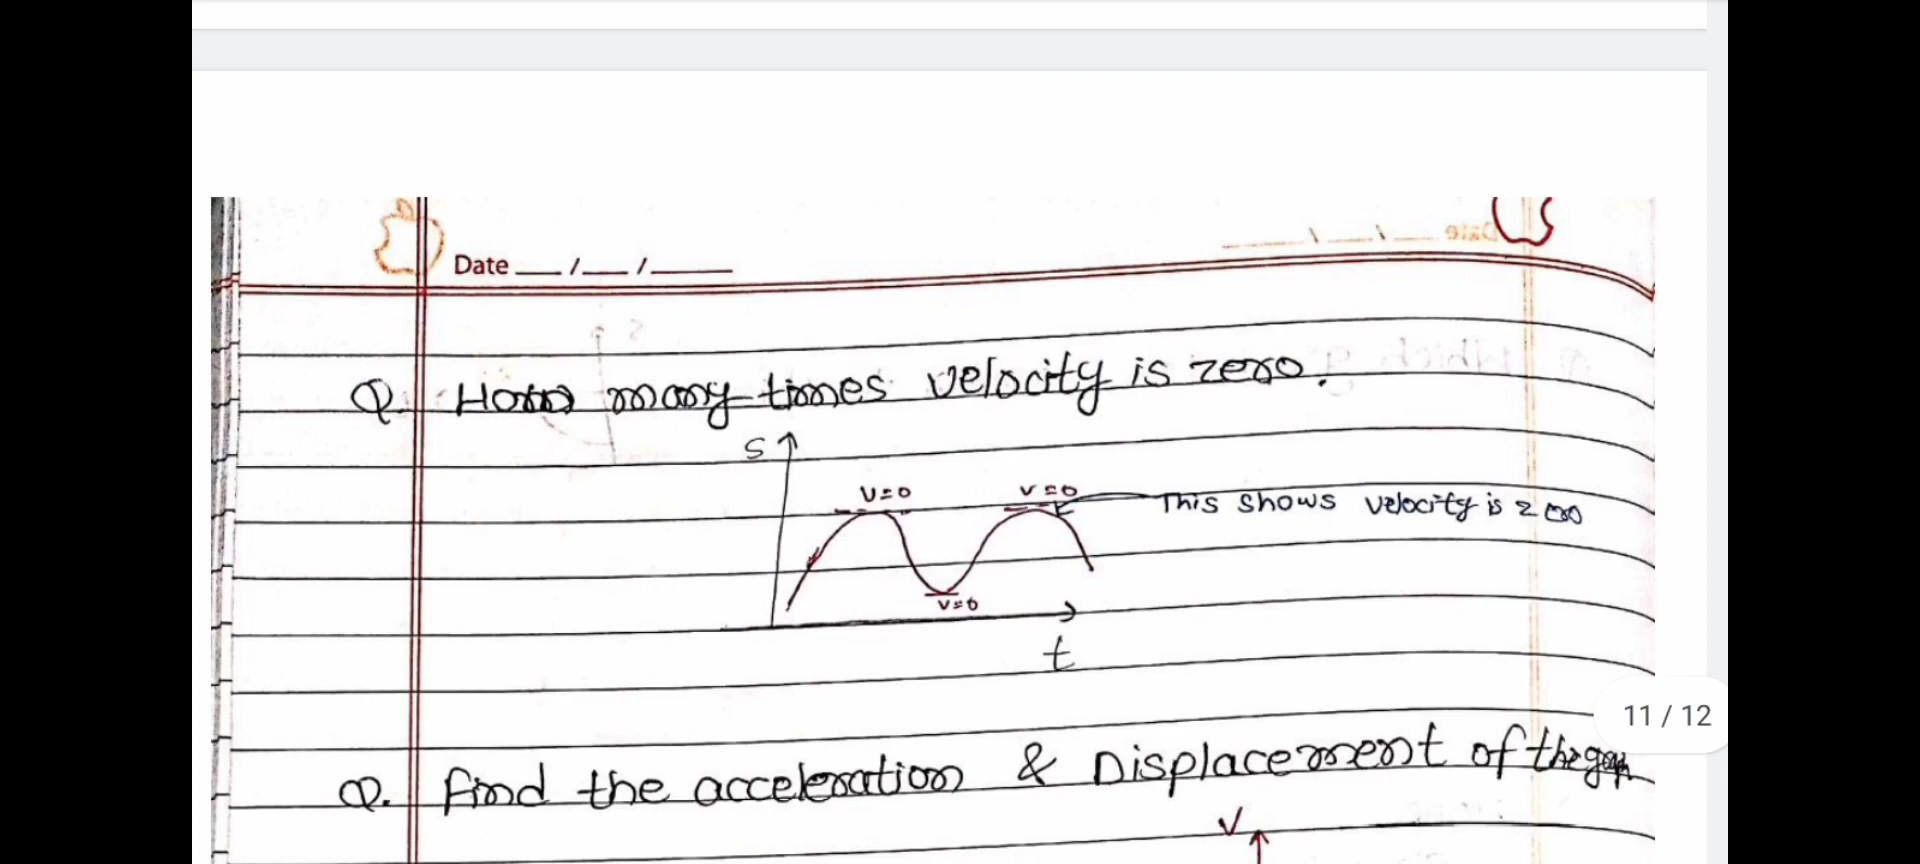 Date __/__/____
Q. How many times velocity is zero.
S
V=0
V=0
This shows velocity is zero
V=0
t
11 / 12
Q. Find the acceleration & Displacement of the
V